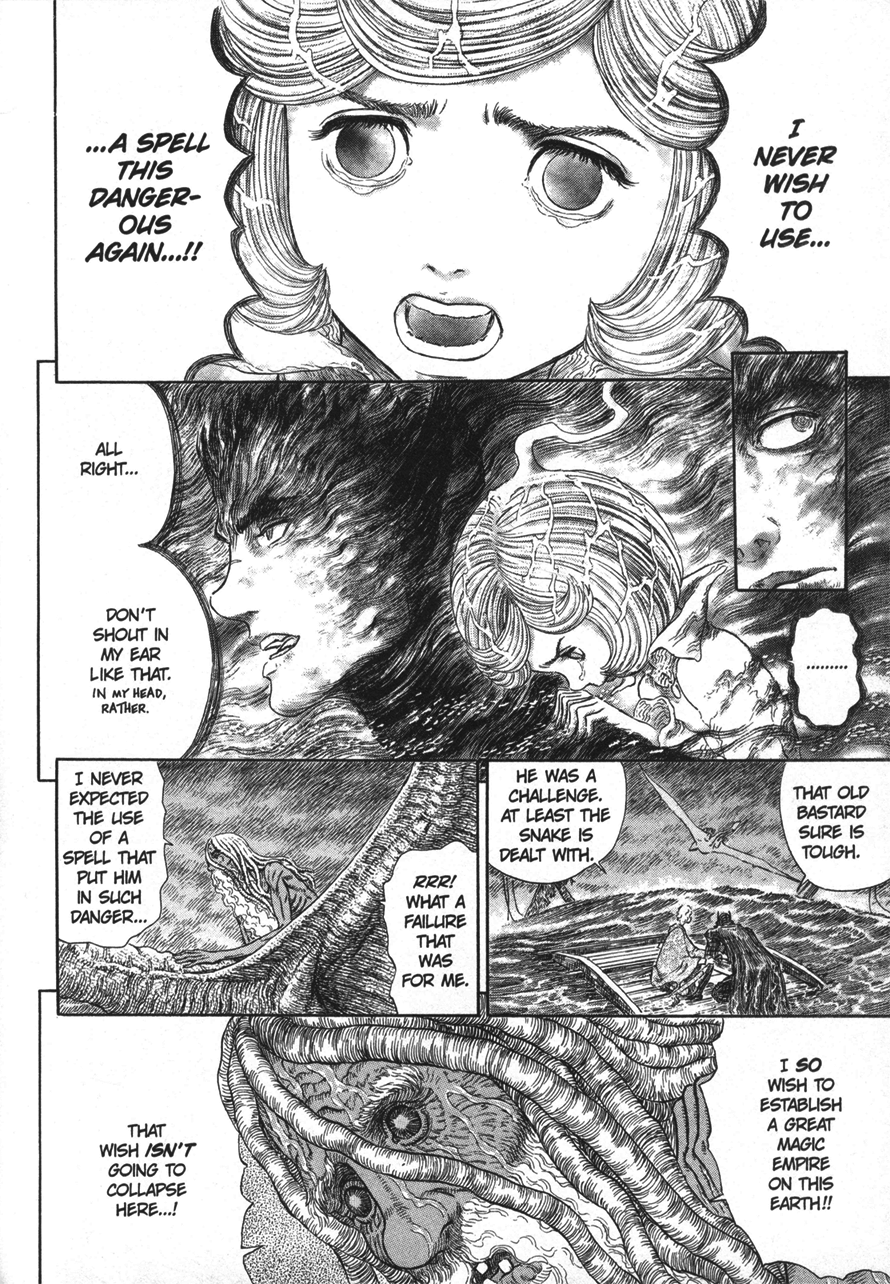 I
NEVER
WISH
TO
USE...
...A SPELL
THIS
DANGER-
OUS
AGAIN...!!
.........
ALL
RIGHT...
DON'T
SHOUT IN
MY EAR
LIKE THAT.
IN MY HEAD,
RATHER.
THAT OLD
BASTARD
SURE IS
TOUGH.
HE WAS A
CHALLENGE.
AT LEAST THE
SNAKE IS
DEALT WITH.
RRR!
WHAT A
FAILURE
THAT
WAS
FOR ME.
I NEVER
EXPECTED
THE USE
OF A
SPELL THAT
PUT HIM
IN SUCH
DANGER...
I SO
WISH TO
ESTABLISH
A GREAT
MAGIC
EMPIRE
ON THIS
EARTH!!
THAT
WISH ISN'T
GOING TO
COLLAPSE
HERE...!